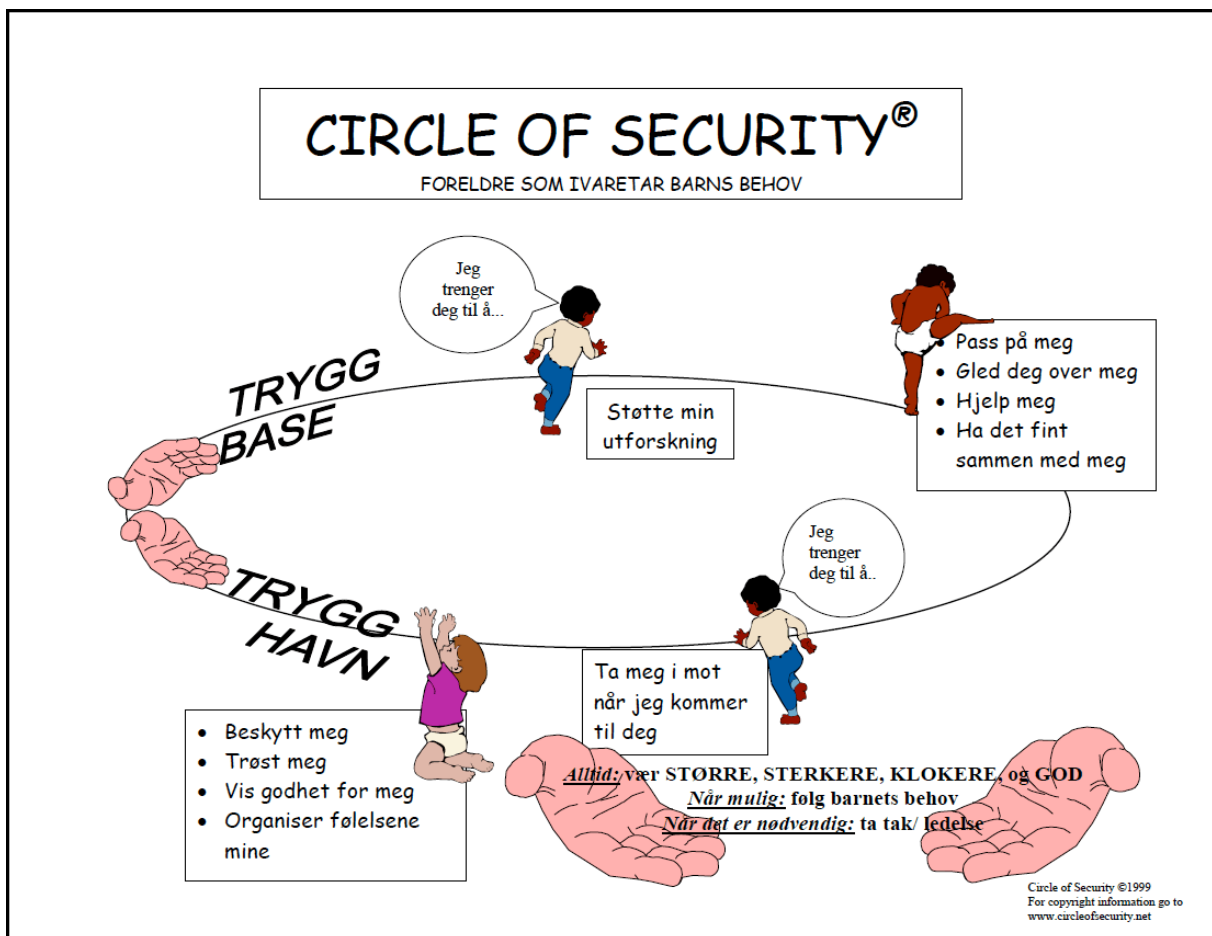 CIRCLE OF SECURITY®
FORELDRE SOM IVARETAR BARNS BEHOV
Jeg
trenger
deg til å...
TRYGG
BASE
Støtte min
utforskning
• Pass på meg
• Gled deg over meg
• Hjelp meg
• Ha det fint
sammen med meg
Jeg
trenger
deg til å..
TRYGG
HAVN
Ta meg i mot
når jeg kommer
til deg
• Beskytt meg
• Trøst meg
• Vis godhet for meg
• Organiser følelsene
mine
Alltid: vær STØRRE, STERKERE, KLOKERE, og GOD
Når mulig: følg barnets behov
Når det er nødvendig: ta tak/ ledelse
Circle of Security ©1999
For copyright information go to
www.circleofsecurity.net